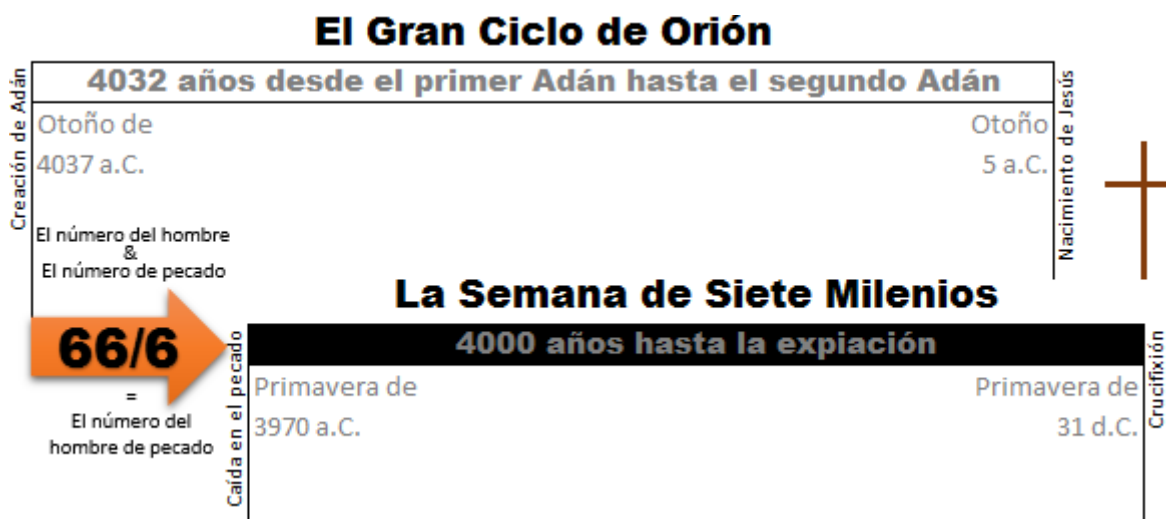 El Gran Ciclo de Orión
4032 años desde el primer Adán hasta el segundo Adán
Creación de Adán
Otoño de
4037 a.C.
Otoño
5 a.C.
Nacimiento de Jesús
El número del hombre
&
El número de pecado
66/6
=
El número del
hombre de pecado
La Semana de Siete Milenios
4000 años hasta la expiación
Caída en el pecado
Primavera de
3970 a.C.
Primavera de
31 d.C.
Crucifixión